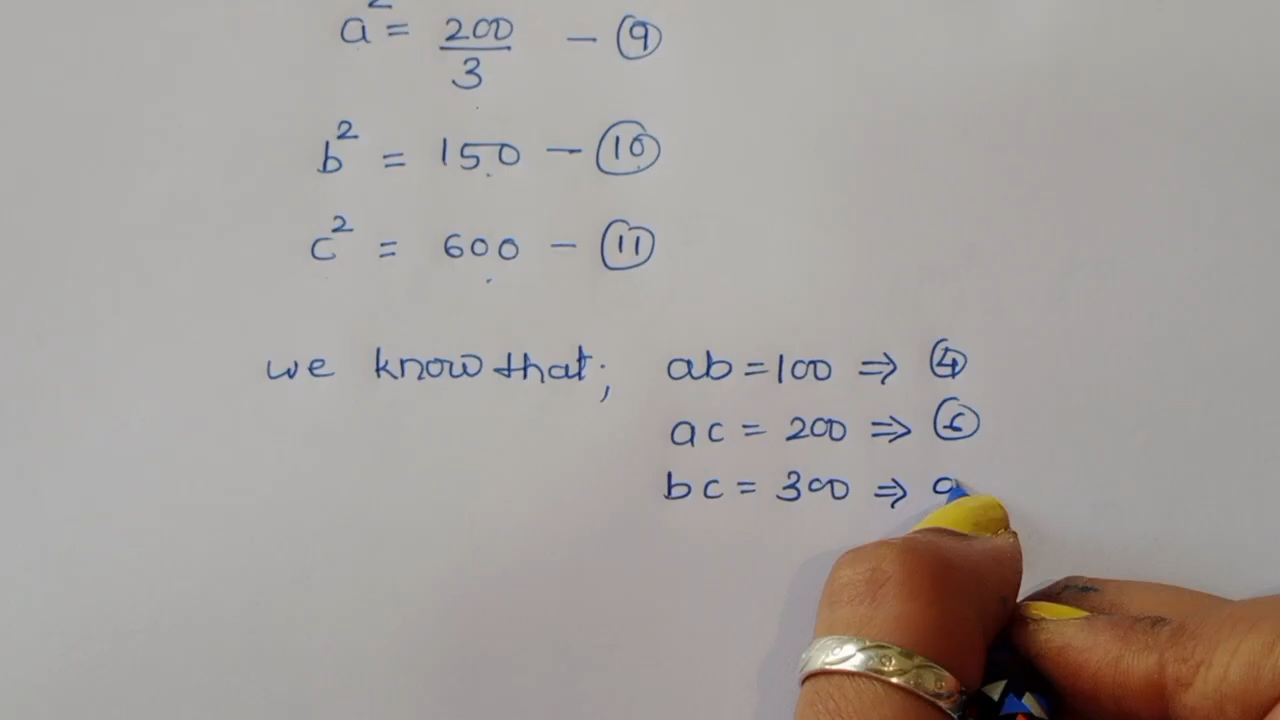 a² = 200/3 - ⑨
b² = 150 - ⑩
c² = 600 - ⑪
we know that; ab = 100 ⇒ ④
ac = 200 ⇒
bc = 300 ⇒